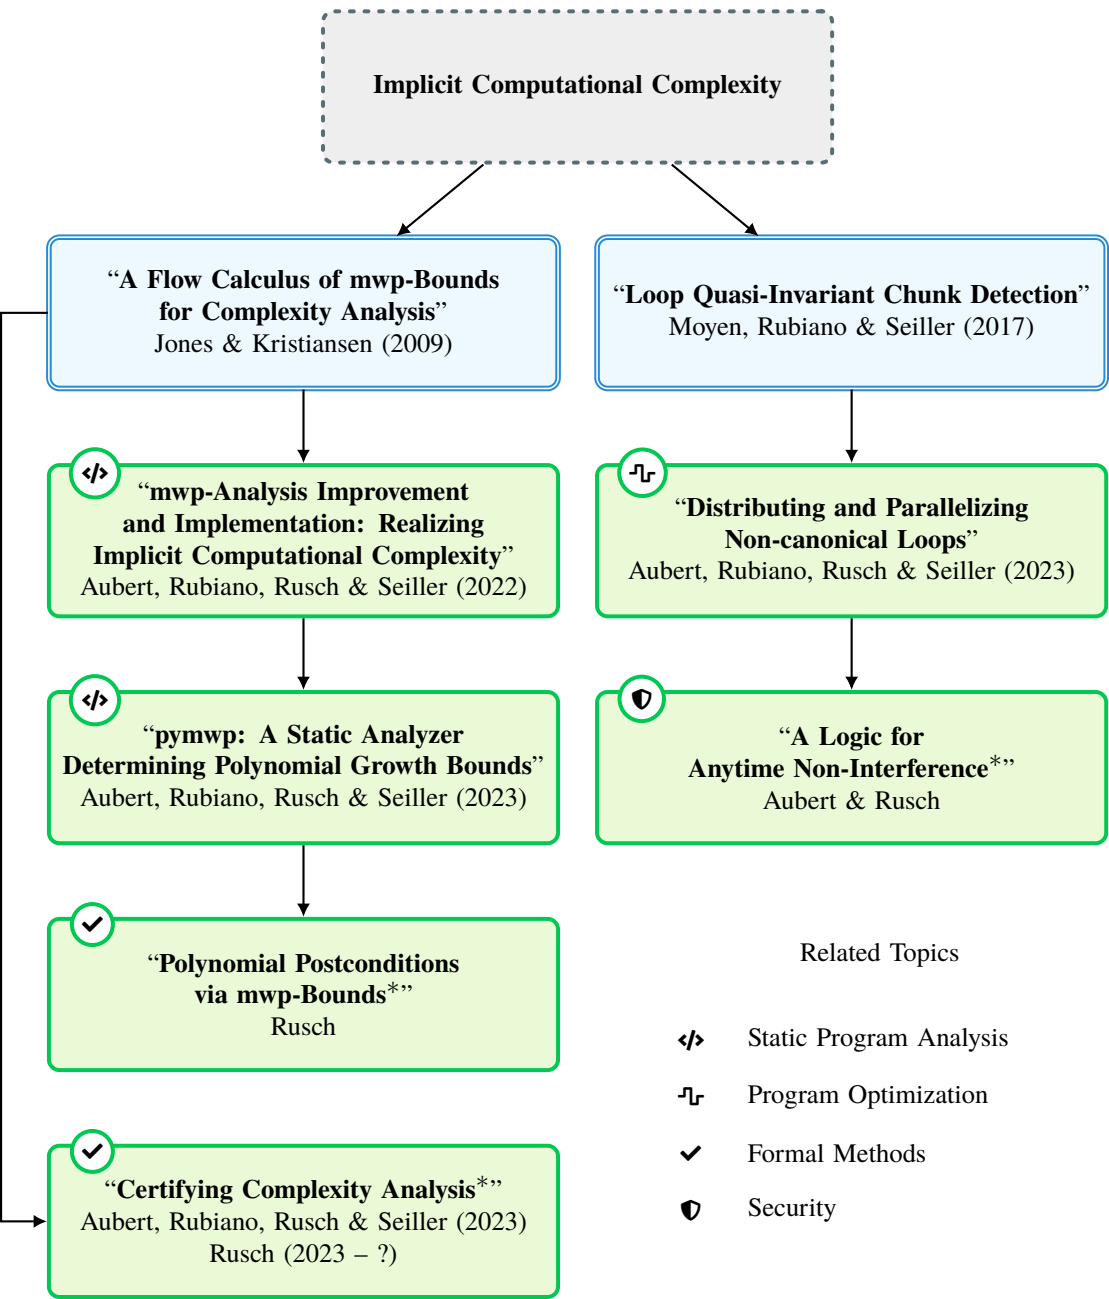 Implicit Computational Complexity
“A Flow Calculus of mwp-Bounds
for Complexity Analysis”
Jones & Kristiansen (2009)
“Loop Quasi-Invariant Chunk Detection”
Moyen, Rubiano & Seiller (2017)
“mwp-Analysis Improvement
and Implementation: Realizing
Implicit Computational Complexity”
Aubert, Rubiano, Rusch & Seiller (2022)
“Distributing and Parallelizing
Non-canonical Loops”
Aubert, Rubiano, Rusch & Seiller (2023)
“pymwp: A Static Analyzer
Determining Polynomial Growth Bounds”
Aubert, Rubiano, Rusch & Seiller (2023)
“A Logic for
Anytime Non-Interference*”
Aubert & Rusch
“Polynomial Postconditions
via mwp-Bounds*”
Rusch
“Certifying Complexity Analysis*”
Aubert, Rubiano, Rusch & Seiller (2023)
Rusch (2023 – ?)
Related Topics
Static Program Analysis
Program Optimization
Formal Methods
Security